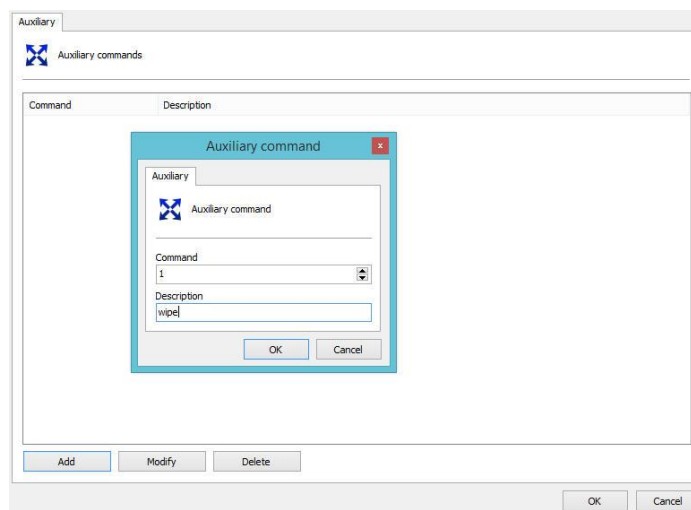 Auxiliary
Auxiliary commands
Command Description
Auxiliary command x
Auxiliary
Auxiliary command
Command
1
Description
wipe
OK Cancel
Add Modify Delete
OK Cancel